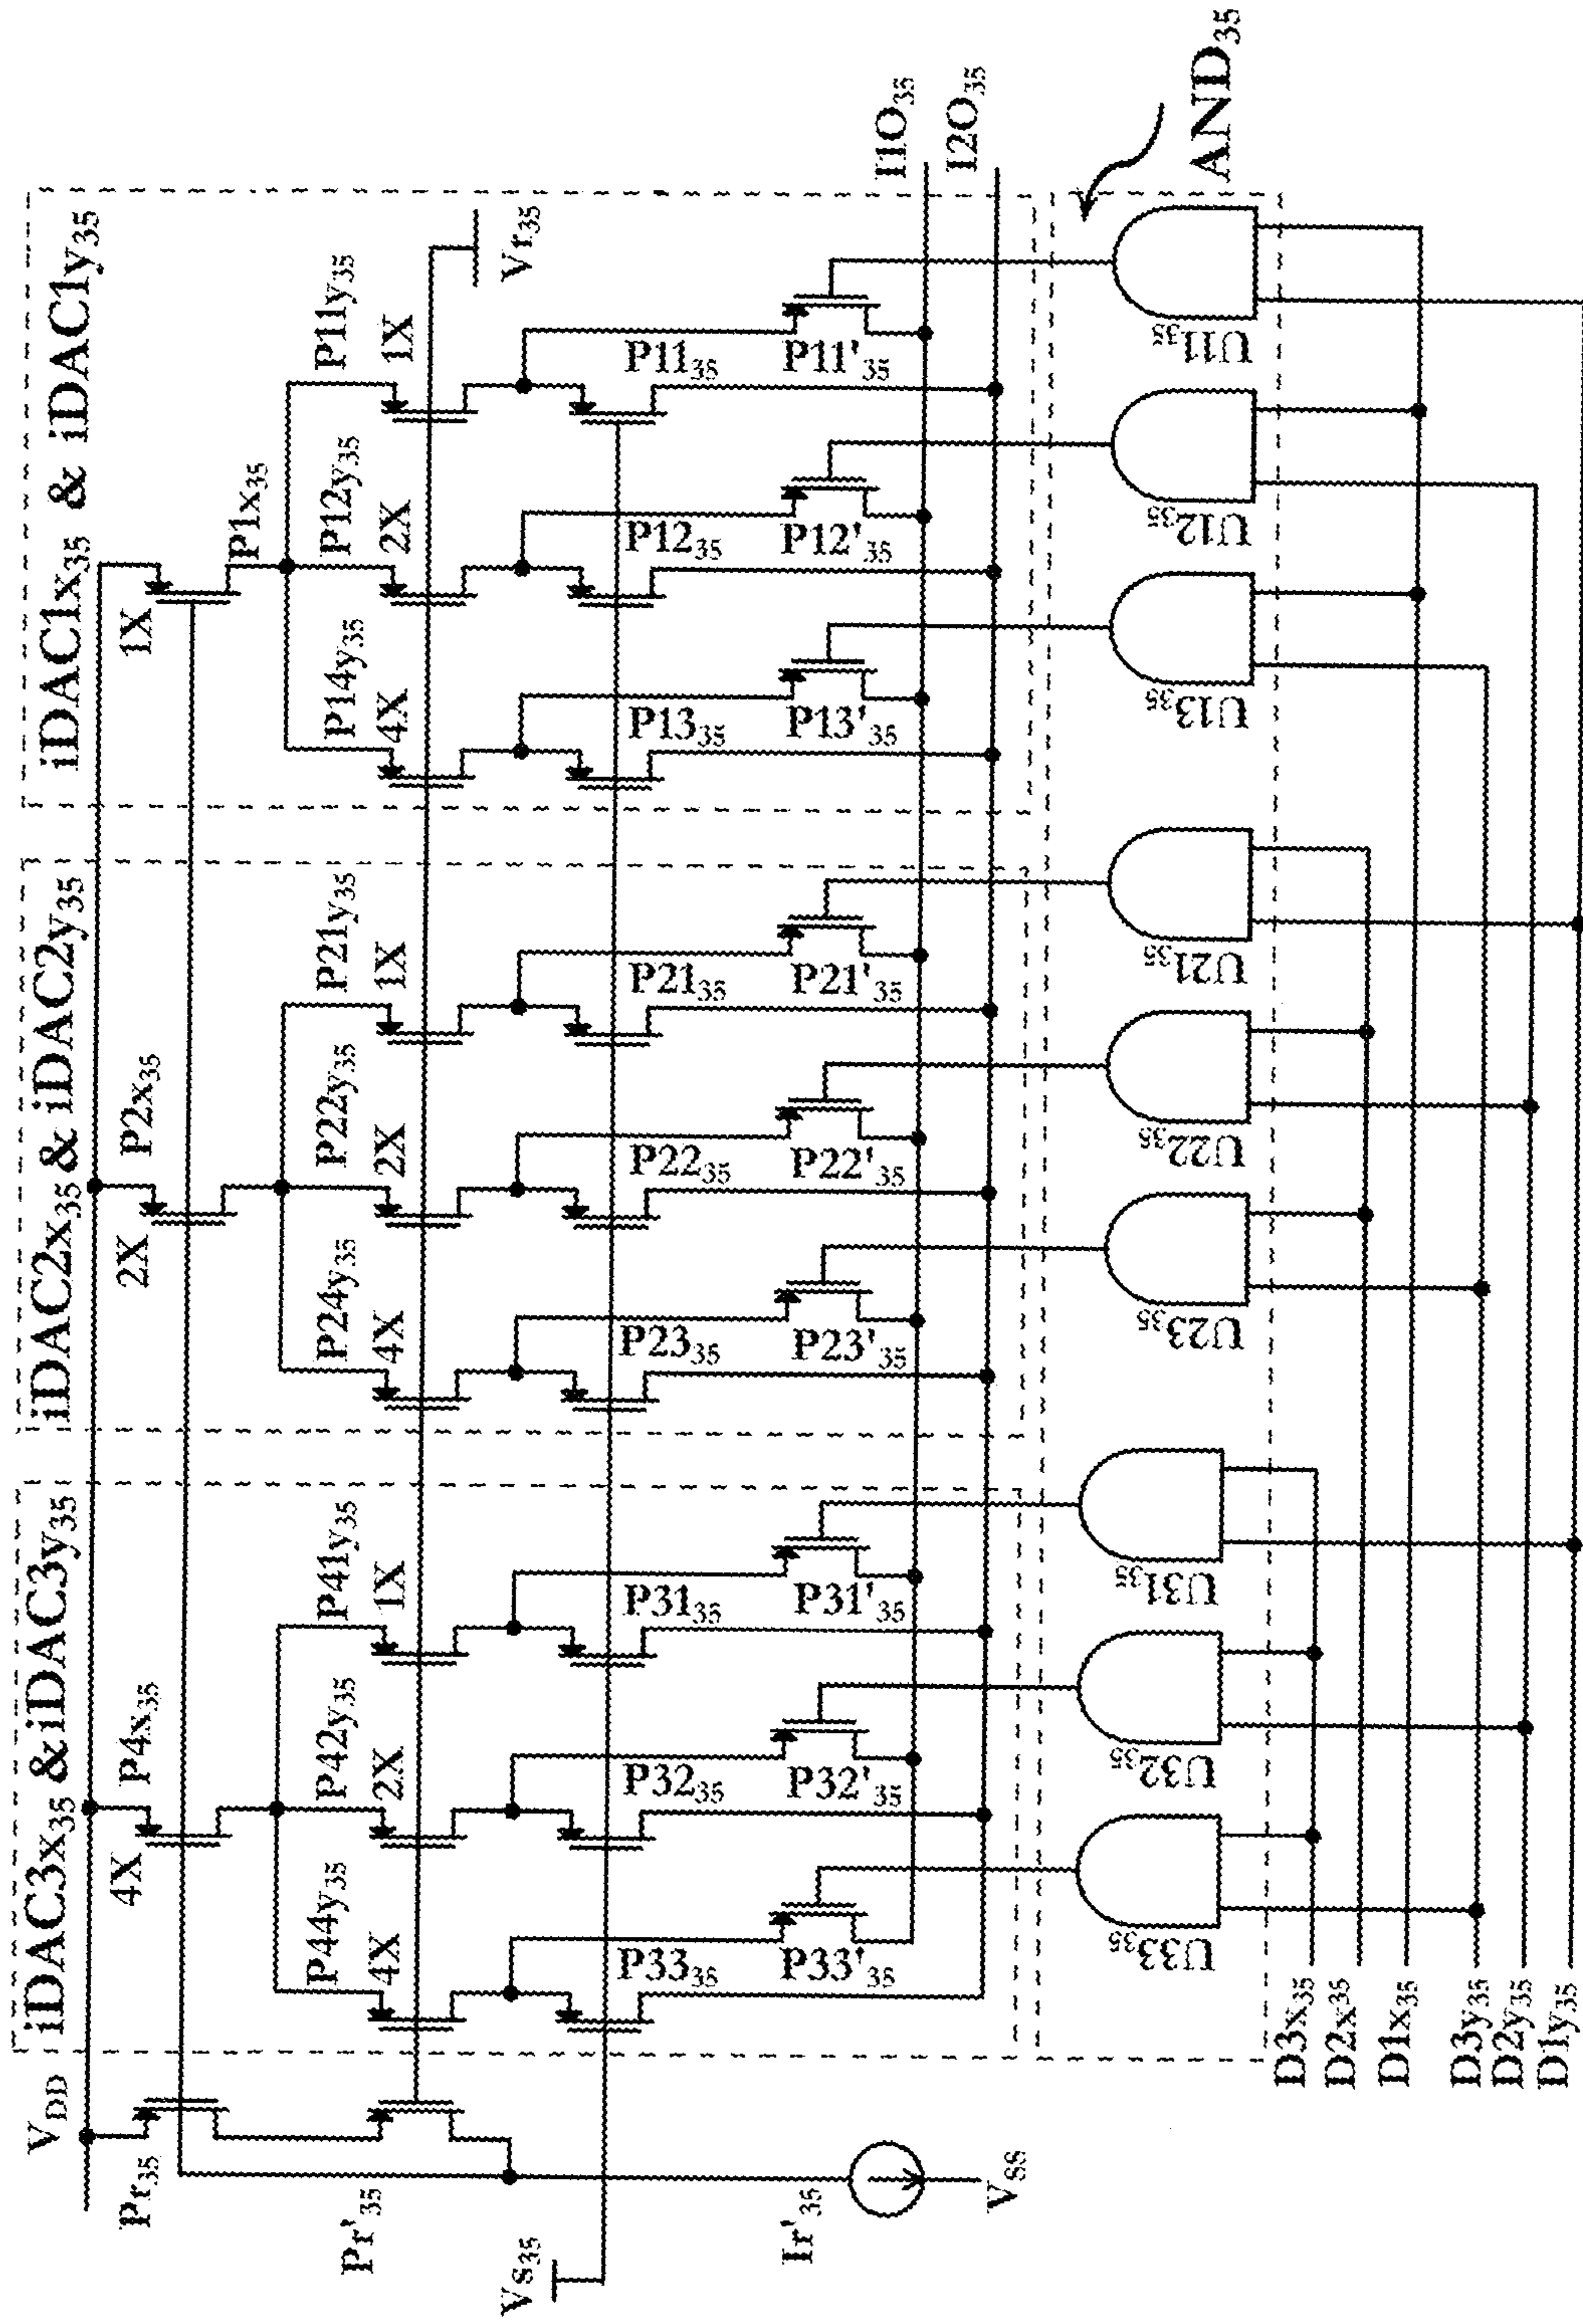 iDAC3x35 & iDAC3y35
iDAC2x35 & iDAC2y35
iDAC1x35 & iDAC1y35
VDD
Pr35
4X
P4x35
2X
P2x35
1X
P1x35
P44y35
4X
P42y35
2X
P41y35
1X
P24y35
4X
P22y35
2X
P21y35
1X
P14y35
4X
P12y35
2X
P11y35
1X
Pr'35
Vr35
Vs35
P3335
P3235
P3135
P2335
P2235
P2135
P1335
P1235
P1135
P33'35
P32'35
P31'35
P23'35
P22'35
P21'35
P13'35
P12'35
P11'35
Ir'35
VSS
I1O35
I2O35
AND35
U3335
U3235
U3135
U2335
U2235
U2135
U1335
U1235
U1135
D3x35
D2x35
D1x35
D3y35
D2y35
D1y35